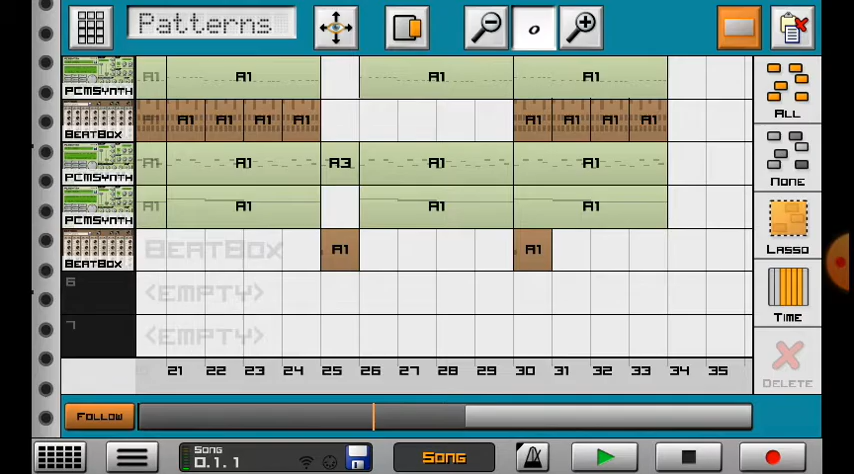 Patterns
o
PCMSynth A1 A1 A1 A1
BeatBox A1 A1 A1 A1 A1 A1 A1 A1 A1
PCMSynth A1 A1 A3 A1 A1
PCMSynth A1 A1 A1 A1
BeatBox BeatBox A1 A1
6 <EMPTY>
7 <EMPTY>
21 22 23 24 25 26 27 28 29 30 31 32 33 34 35
ALL
NONE
LASSO
TIME
DELETE
FOLLOW
SONG
0.1.1
SONG